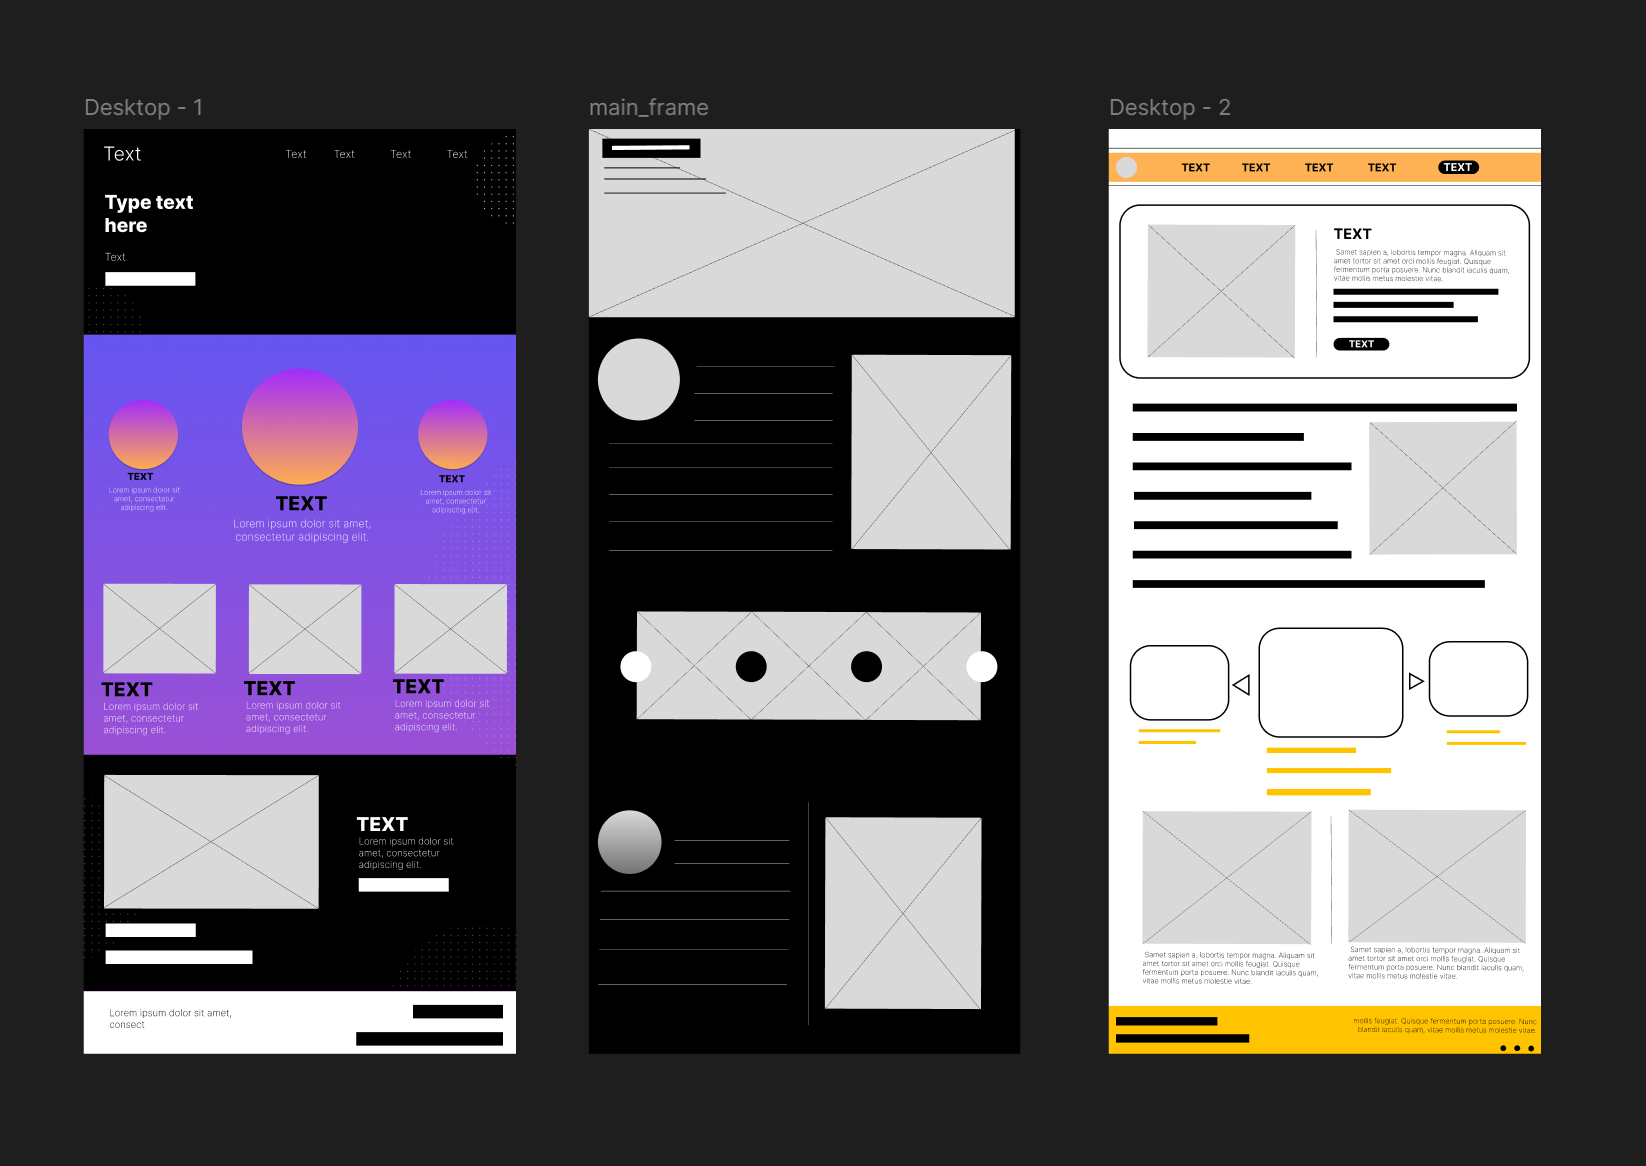 Desktop - 1
Text
Text Text Text Text
Type text
here
Text
TEXT
Lorem ipsum dolor sit
amet, consectetur
adipiscing elit.
TEXT
Lorem ipsum dolor sit amet,
consectetur adipiscing elit.
TEXT
Lorem ipsum dolor sit
amet, consectetur
adipiscing elit.
TEXT
Lorem ipsum dolor sit
amet, consectetur
adipiscing elit.
TEXT
Lorem ipsum dolor sit
amet, consectetur
adipiscing elit.
TEXT
Lorem ipsum dolor sit
amet, consectetur
adipiscing elit.
TEXT
Lorem ipsum dolor sit
amet, consectetur
adipiscing elit.
Lorem ipsum dolor sit amet,
consect
main_frame
Desktop - 2
TEXT TEXT TEXT TEXT TEXT
TEXT
Samet sapien a, lobortis tempor magna. Aliquam sit
amet tortor sit amet orci mollis feugiat. Quisque
fermentum porta posuere. Nunc blandit iaculis quam,
vitae mollis metus molestie vitae.
TEXT
Samet sapien a, lobortis tempor magna. Aliquam sit
amet tortor sit amet orci mollis feugiat. Quisque
fermentum porta posuere. Nunc blandit iaculis quam,
vitae mollis metus molestie vitae.
Samet sapien a, lobortis tempor magna. Aliquam sit
amet tortor sit amet orci mollis feugiat. Quisque
fermentum porta posuere. Nunc blandit iaculis quam,
vitae mollis metus molestie vitae.
mollis feugiat. Quisque fermentum porta posuere. Nunc
blandit iaculis quam, vitae mollis metus molestie vitae.